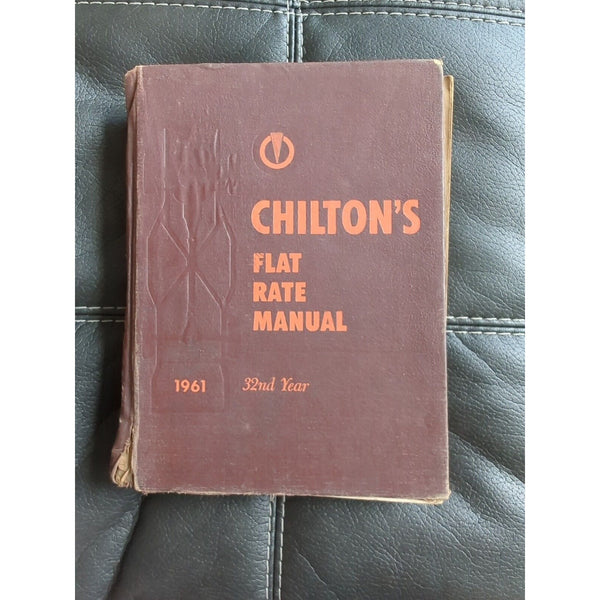 CHILTON'S
FLAT
RATE
MANUAL
1961 32nd Year